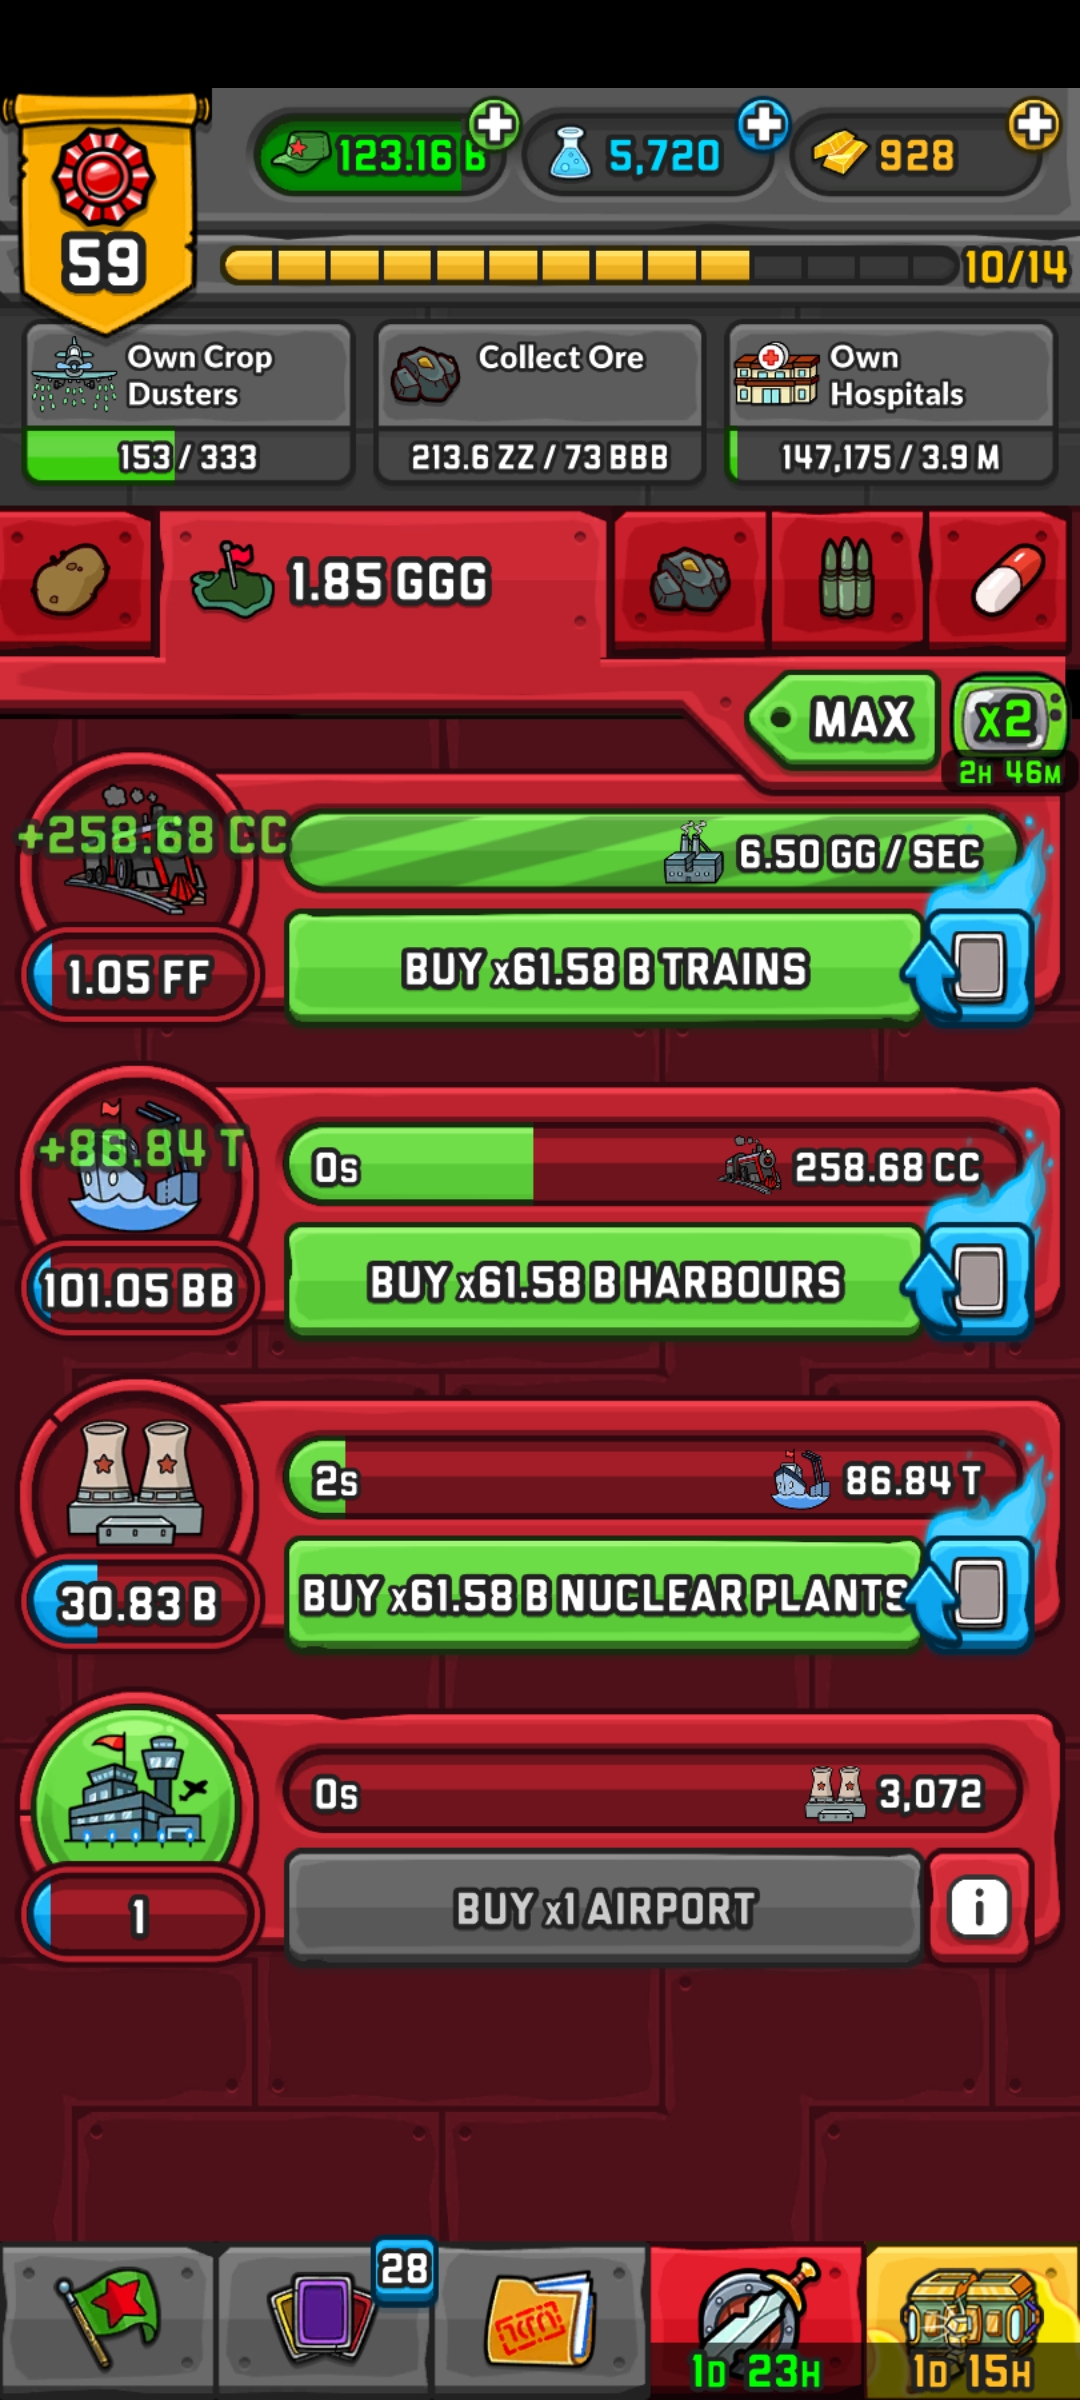 123.16 B
5,720
928
59
10/14
Own Crop
Dusters
153 / 333
Collect Ore
213.6 ZZ / 73 BBB
Own
Hospitals
147,175 / 3.9 M
1.85 GGG
MAX
x2
2H 46M
+258.68 CC
6.50 GG / SEC
1.05 FF
BUY x61.58 B TRAINS
+86.84 T
0s
258.68 CC
101.05 BB
BUY x61.58 B HARBOURS
2s
86.84 T
30.83 B
BUY x61.58 B NUCLEAR PLANTS
0s
3,072
1
BUY x1 AIRPORT
i
28
1D 23H
1D 15H